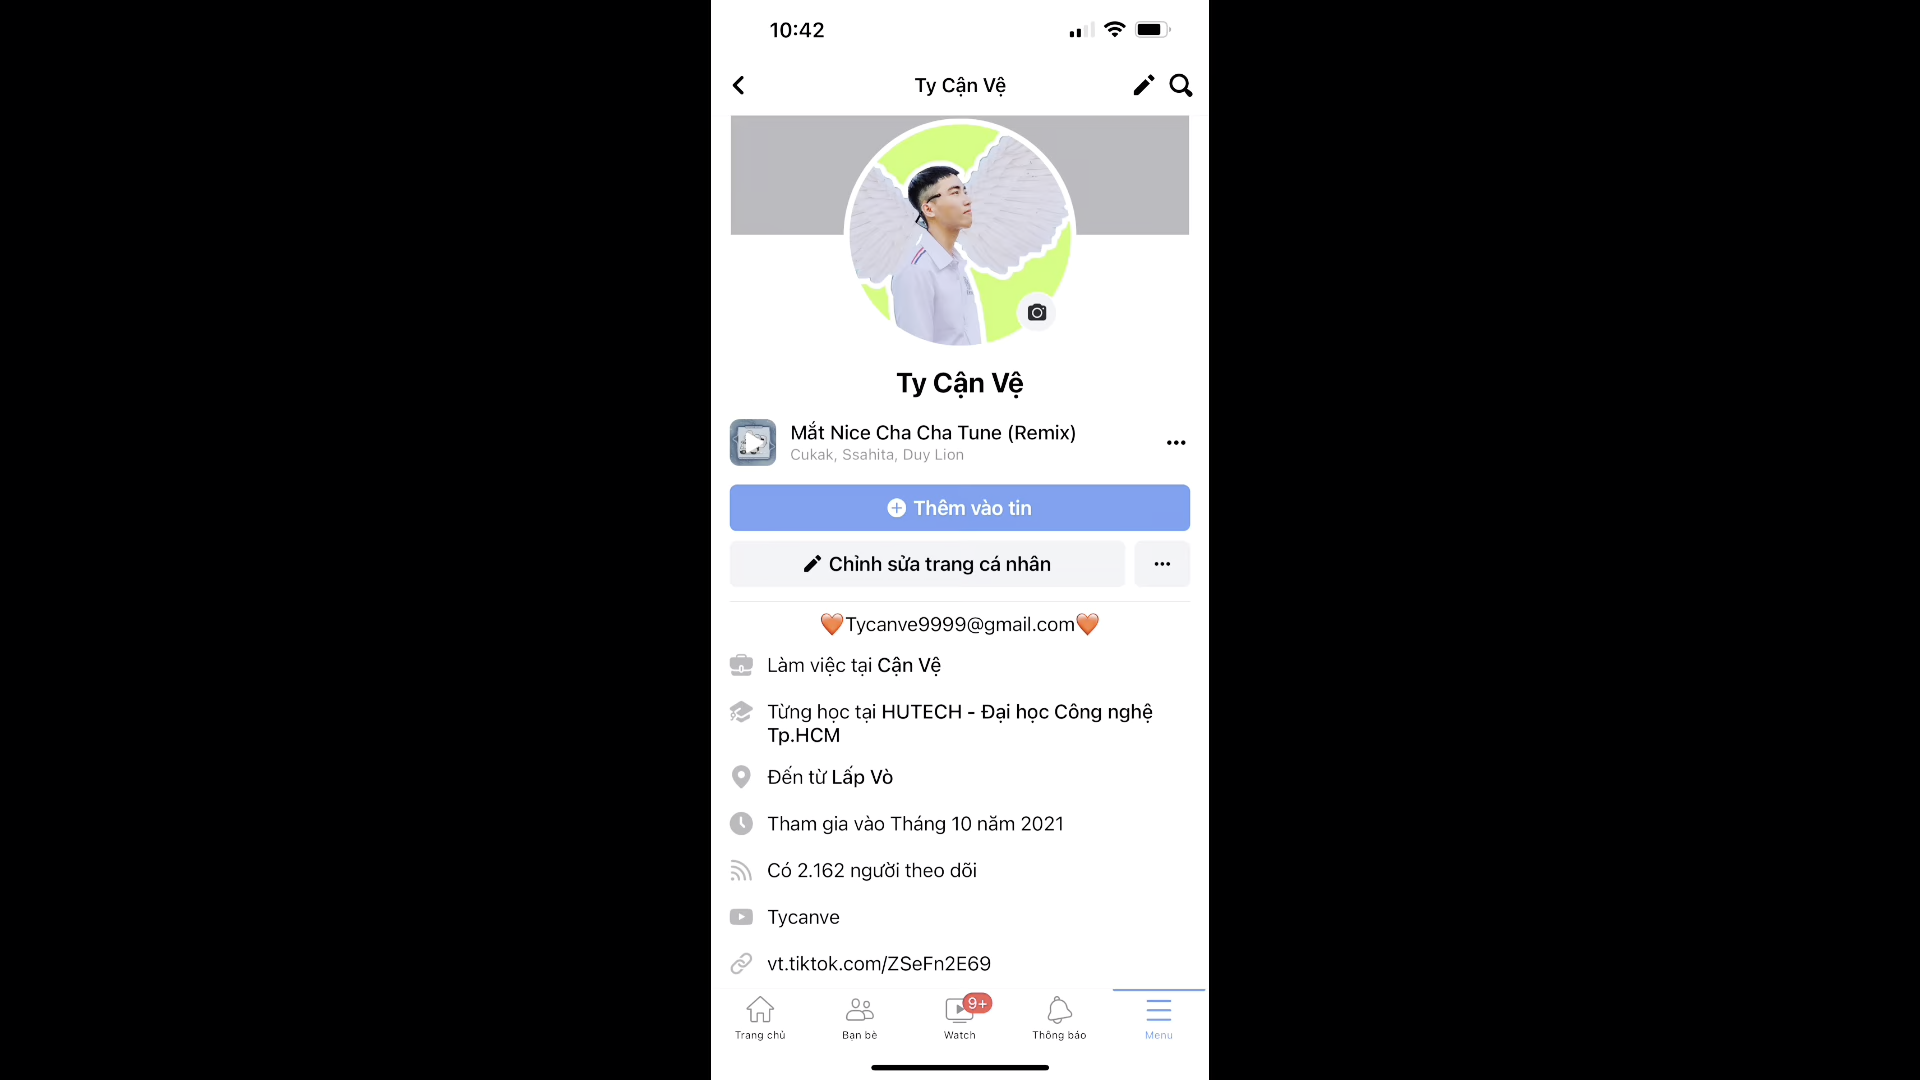 10:42
Ty Cận Vệ
Ty Cận Vệ
Mắt Nice Cha Cha Tune (Remix)
Cukak, Ssahita, Duy Lion
Thêm vào tin
Chỉnh sửa trang cá nhân
🧡Tycanve9999@gmail.com🧡
Làm việc tại Cận Vệ
Từng học tại HUTECH - Đại học Công nghệ
Tp.HCM
Đến từ Lấp Vò
Tham gia vào Tháng 10 năm 2021
Có 2.162 người theo dõi
Tycanve
vt.tiktok.com/ZSeFn2E69
9+
Trang chủ Bạn bè Watch Thông báo Menu